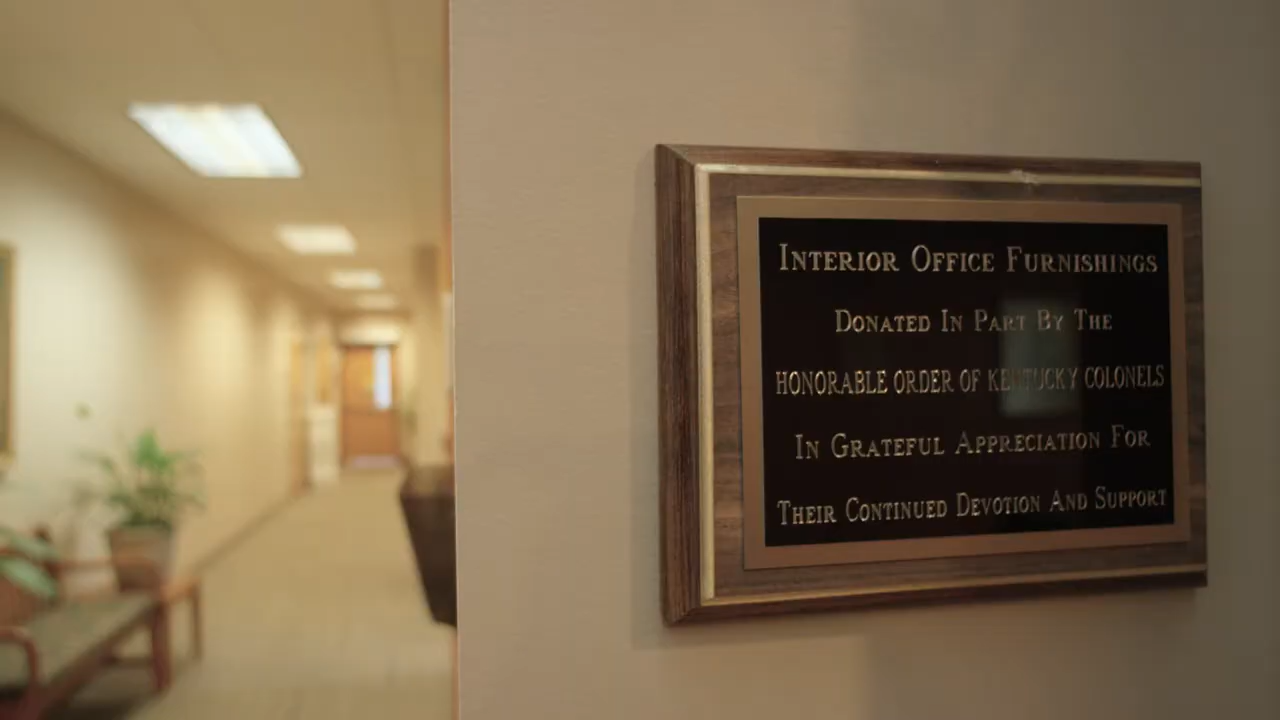 Interior Office Furnishings
Donated In Part By The
HONORABLE ORDER OF KENTUCKY COLONELS
In Grateful Appreciation For
Their Continued Devotion And Support